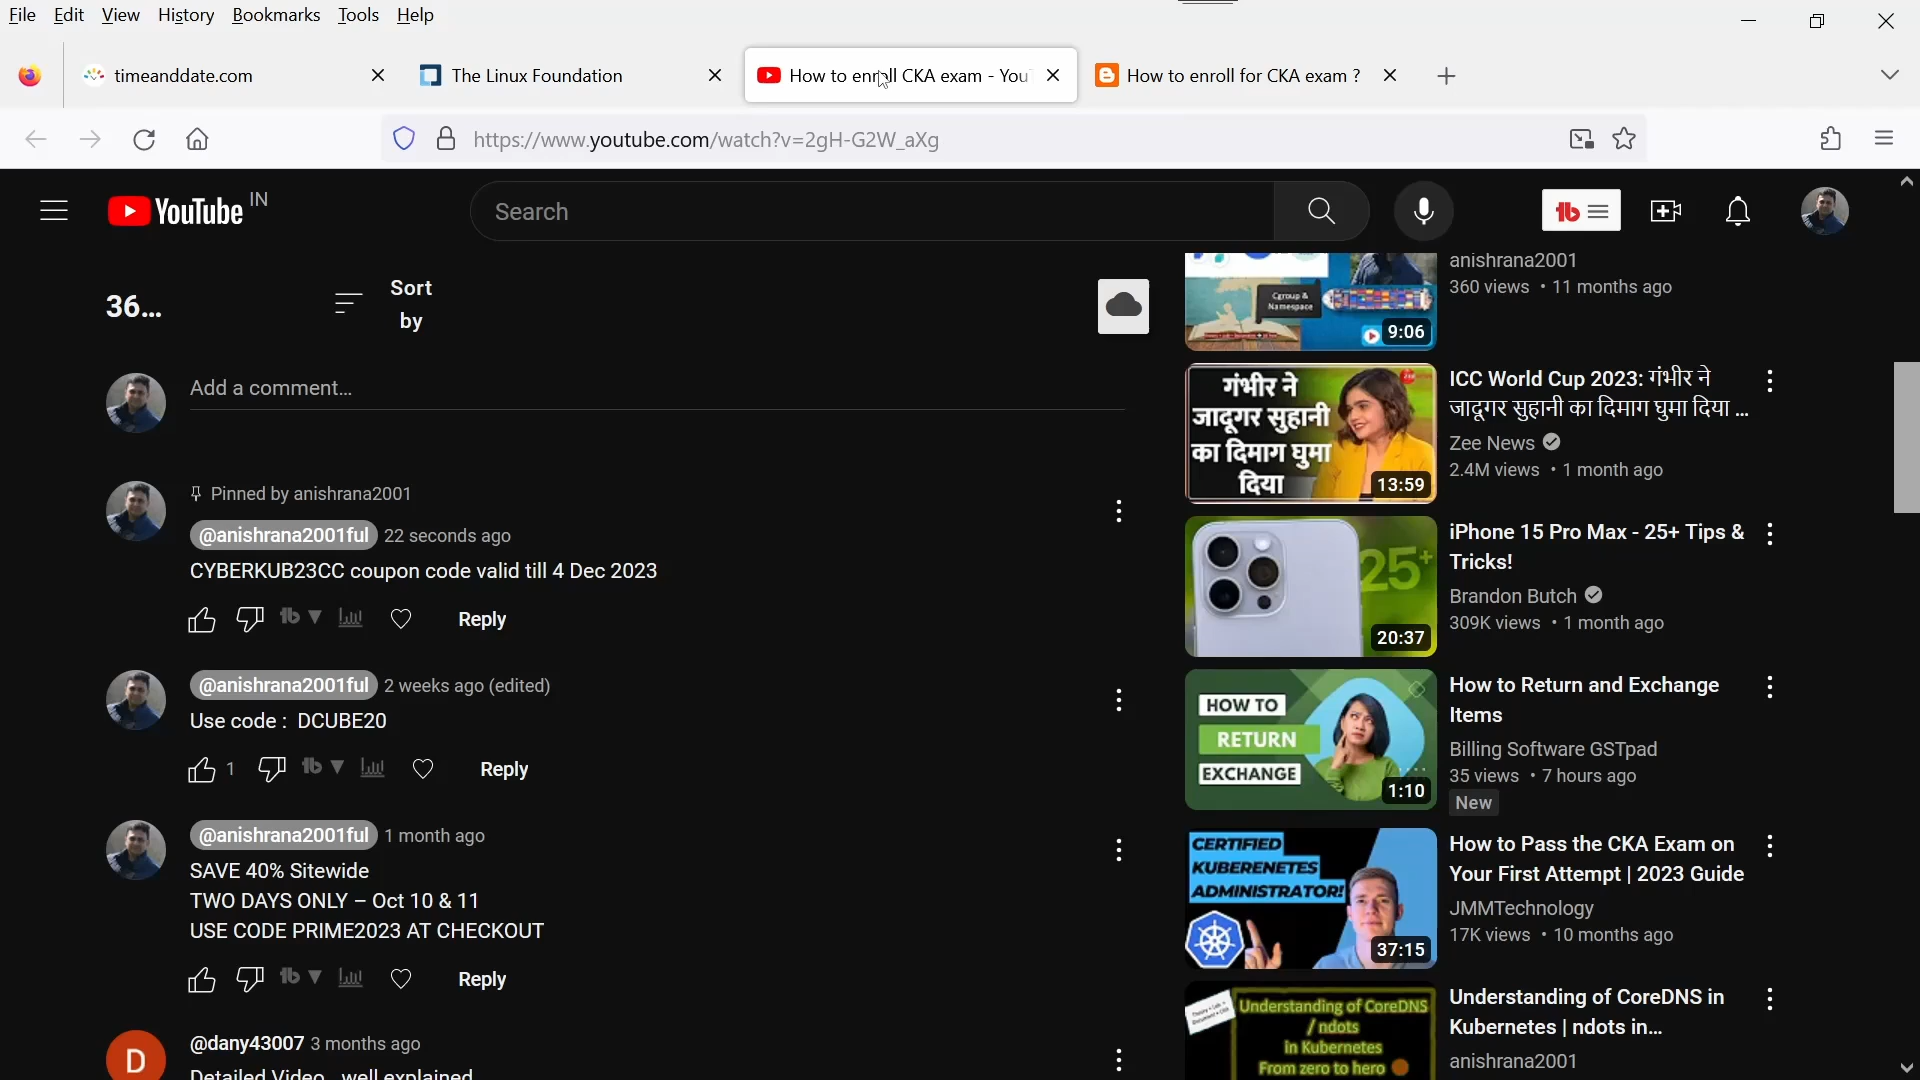 File Edit View History Bookmarks Tools Help
timeanddate.com
The Linux Foundation
How to enroll CKA exam - You
How to enroll for CKA exam ?
https://www.youtube.com/watch?v=2gH-G2W_aXg
YouTube IN
Search
tb
36...
Sort
by
Add a comment...
Pinned by anishrana2001
@anishrana2001ful 22 seconds ago
CYBERKUB23CC coupon code valid till 4 Dec 2023
tb
Reply
@anishrana2001ful 2 weeks ago (edited)
Use code : DCUBE20
1
tb
Reply
@anishrana2001ful 1 month ago
SAVE 40% Sitewide
TWO DAYS ONLY – Oct 10 & 11
USE CODE PRIME2023 AT CHECKOUT
tb
Reply
D
@dany43007 3 months ago
Detailed Video
well explained
Cgroup &
Namespace
9:06
anishrana2001
360 views • 11 months ago
गंभीर ने
जादूगर सुहानी
का दिमाग घुमा
दिया
13:59
ICC World Cup 2023: गंभीर ने
जादूगर सुहानी का दिमाग घुमा दिया ...
Zee News
2.4M views • 1 month ago
25+
20:37
iPhone 15 Pro Max - 25+ Tips &
Tricks!
Brandon Butch
309K views • 1 month ago
HOW TO
RETURN
EXCHANGE
1:10
How to Return and Exchange
Items
Billing Software GSTpad
35 views • 7 hours ago
New
CERTIFIED
KUBERENETES
ADMINISTRATOR!
37:15
How to Pass the CKA Exam on
Your First Attempt | 2023 Guide
JMMTechnology
17K views • 10 months ago
Understanding of CoreDNS
/ ndots
in Kubernetes
From zero to hero
Understanding of CoreDNS in
Kubernetes | ndots in...
anishrana2001